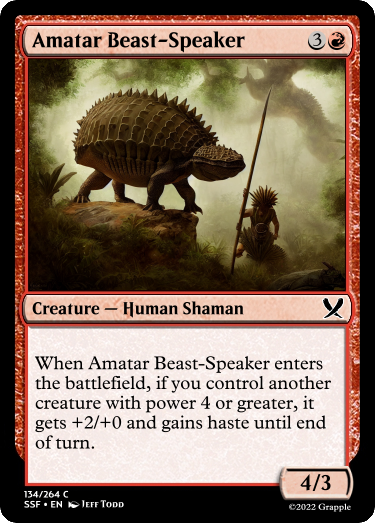 Amatar Beast-Speaker 3
Creature — Human Shaman
When Amatar Beast-Speaker enters
the battlefield, if you control another
creature with power 4 or greater, it
gets +2/+0 and gains haste until end
of turn.
4/3
134/264 C
SSF • EN Jeff Todd
©2022 Grapple